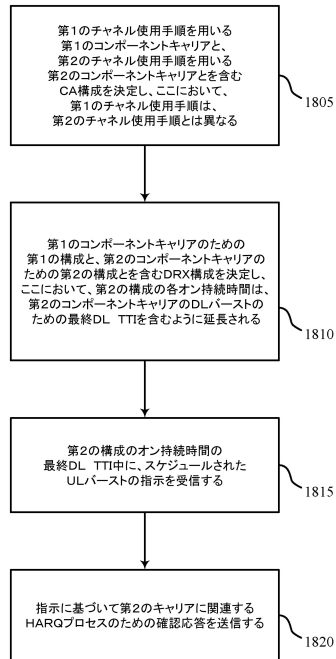 第1のチャネル使用手順を用いる
第1のコンポーネントキャリアと、
第2のチャネル使用手順を用いる
第2のコンポーネントキャリアとを含む
CA構成を決定し、ここにおいて、
第1のチャネル使用手順は、
第2のチャネル使用手順とは異なる
1805
第1のコンポーネントキャリアのための
第1の構成と、第2のコンポーネントキャリアの
ための第2の構成とを含むDRX構成を決定し、
ここにおいて、第2の構成の各オン持続時間は、
第2のコンポーネントキャリアのDLバーストの
ための最終DL TTIを含むように延長される
1810
第2の構成のオン持続時間の
最終DL TTI中に、スケジュールされた
ULバーストの指示を受信する
1815
指示に基づいて第2のキャリアに関連する
HARQプロセスのための確認応答を送信する
1820